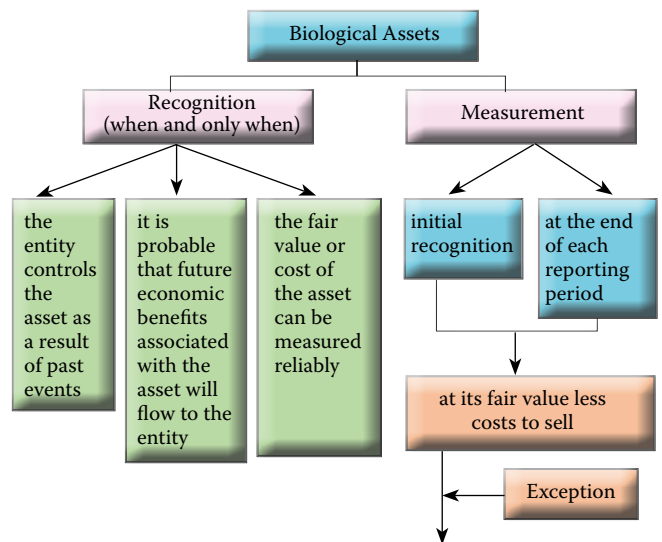 Biological Assets
Recognition
(when and only when)
Measurement
the
entity
controls
the
asset as
a result
of past
events
it is
probable
that future
economic
benefits
associated
with the
asset will
flow to the
entity
the fair
value or
cost of
the asset
can be
measured
reliably
initial
recognition
at the end
of each
reporting
period
at its fair value less
costs to sell
Exception